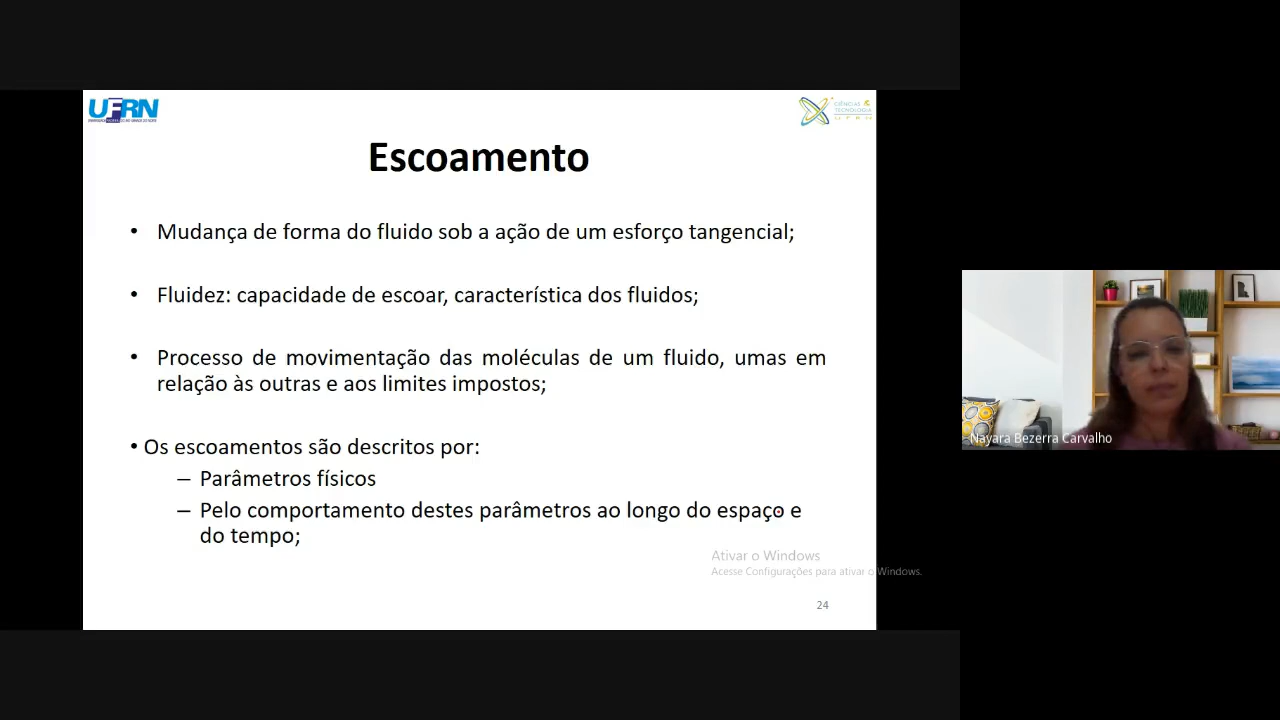 UFRN
CIÊNCIAS
TECNOLOGIA
UFRN
Escoamento
• Mudança de forma do fluido sob a ação de um esforço tangencial;
• Fluidez: capacidade de escoar, característica dos fluidos;
• Processo de movimentação das moléculas de um fluido, umas em
relação às outras e aos limites impostos;
• Os escoamentos são descritos por:
– Parâmetros físicos
– Pelo comportamento destes parâmetros ao longo do espaço e
do tempo;
Ativar o Windows
Acesse Configurações para ativar o Windows.
24
Nayara Bezerra Carvalho